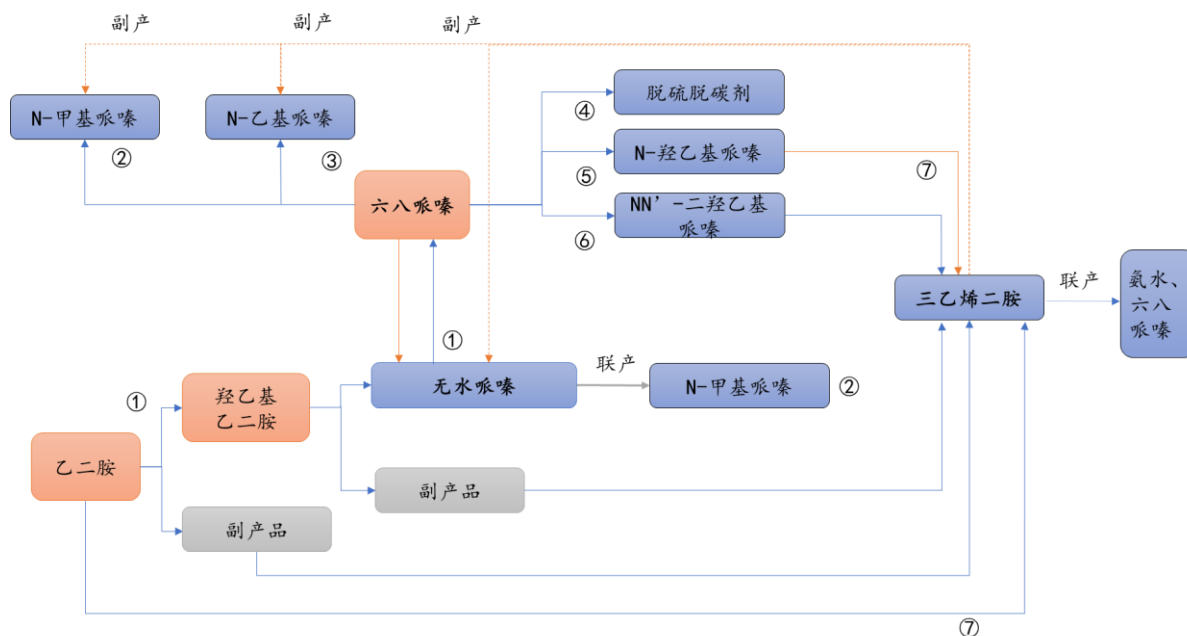 副产
副产
副产
N-甲基哌嗪
N-乙基哌嗪
脱硫脱碳剂
④
②
③
N-羟乙基哌嗪
⑦
⑤
六八哌嗪
NN’-二羟乙基
哌嗪
⑥
三乙烯二胺
联产
氨水、
六八
哌嗪
①
无水哌嗪
联产
N-甲基哌嗪
②
①
羟乙基
乙二胺
乙二胺
副产品
副产品
⑦